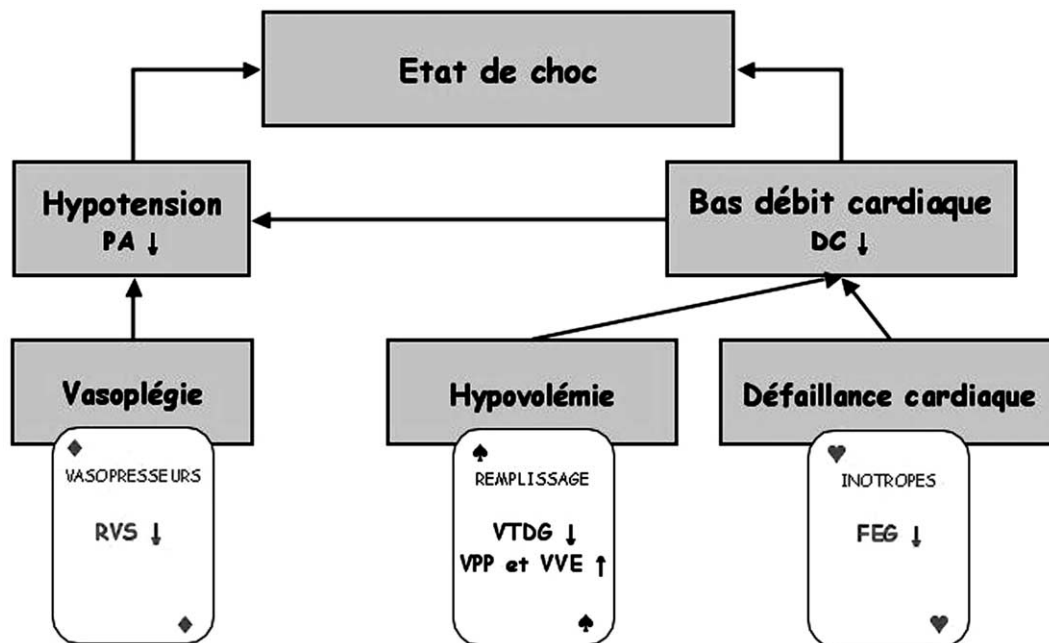 Etat de choc
Hypotension
PA ↓
Bas débit cardiaque
DC ↓
Vasoplégie
Hypovolémie
Défaillance cardiaque
VASOPRESSEURS
RVS ↓
REMPLISSAGE
VTDG ↓
VPP et VVE ↑
INOTROPES
FEG ↓